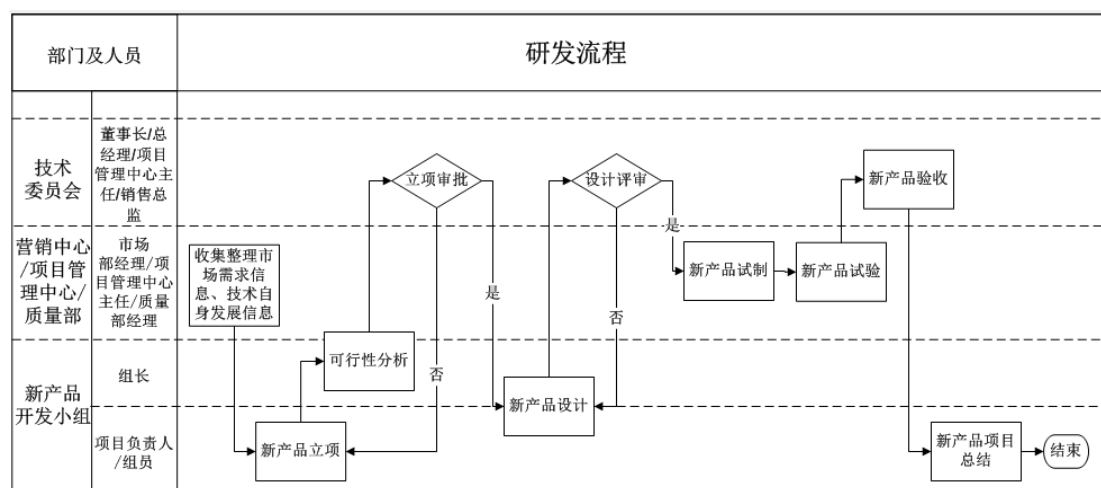 部门及人员
研发流程
技术
委员会
董事长/总
经理/项目
管理中心主
任/销售总
监
立项审批
设计评审
新产品验收
是
营销中心
/项目管
理中心/
质量部
市场
部经理/项
目管理中心
主任/质量
部经理
收集整理市
场需求信
息、技术自
身发展信息
新产品试制
新产品试验
是
否
新产品
开发小组
组长
可行性分析
否
新产品设计
项目负责人
/组员
新产品立项
新产品项目
总结
结束